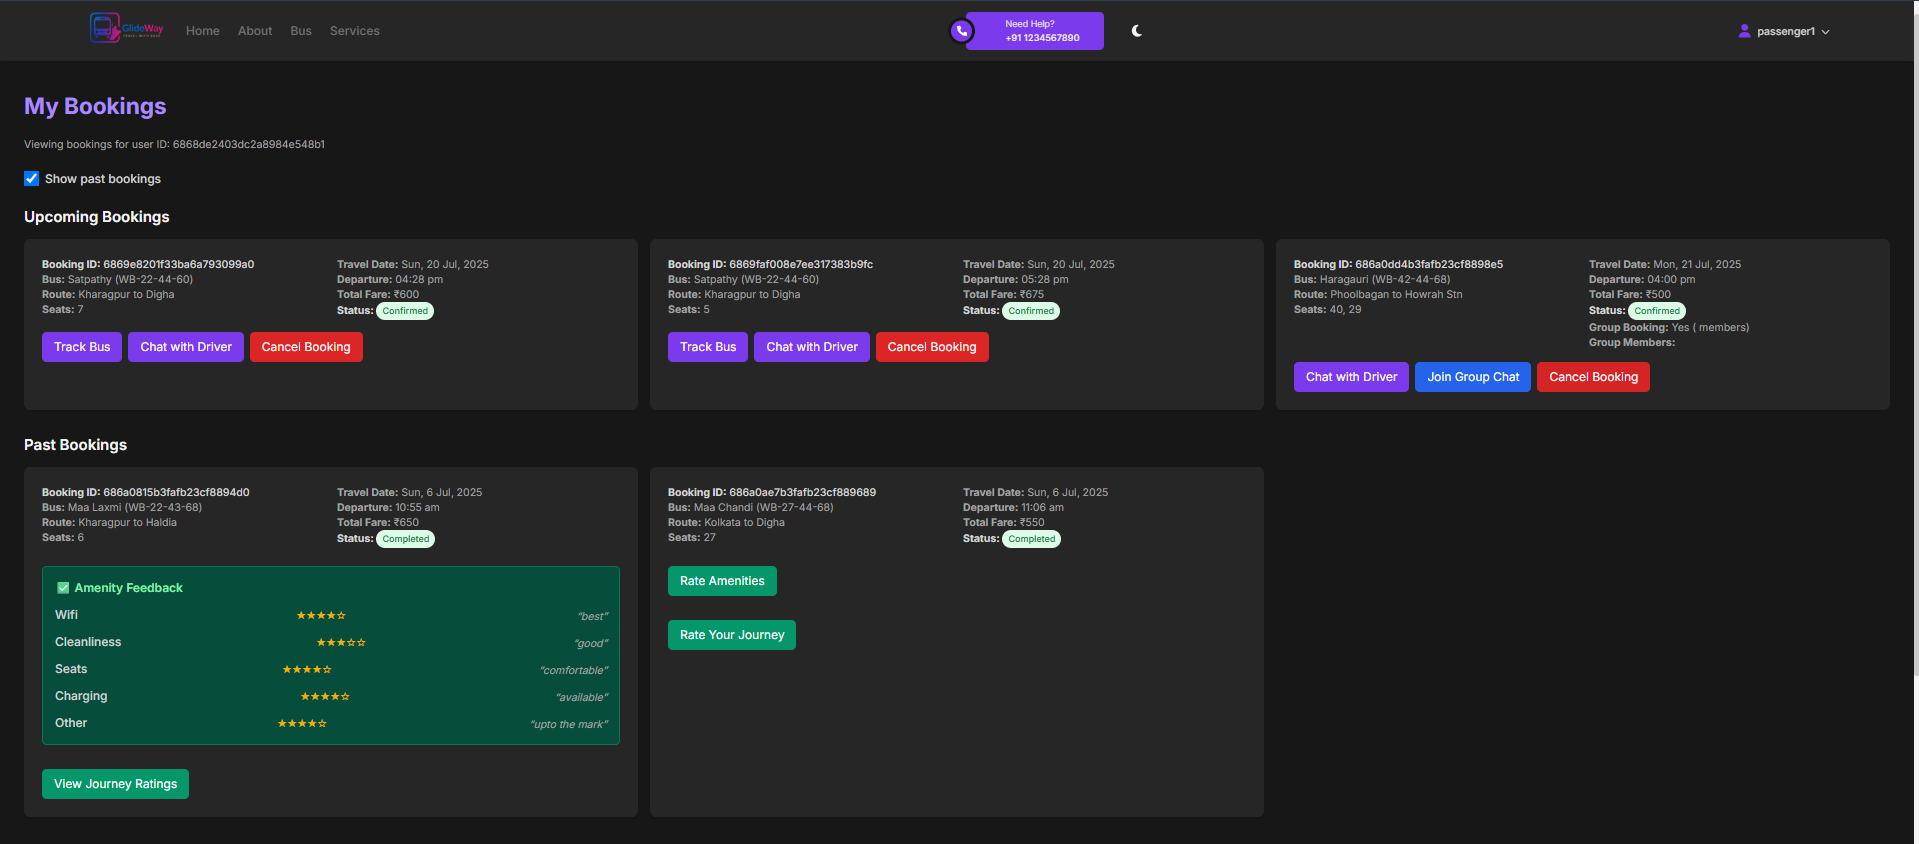 GlideWay
TRAVEL WITH EASE
Home About Bus Services
Need Help?
+91 1234567890
passenger1
My Bookings
Viewing bookings for user ID: 6868de2403dc2a8984e548b1
Show past bookings
Upcoming Bookings
Booking ID: 6869e8201f33ba6a793099a0
Bus: Satpathy (WB-22-44-60)
Route: Kharagpur to Digha
Seats: 7
Travel Date: Sun, 20 Jul, 2025
Departure: 04:28 pm
Total Fare: ₹600
Status: Confirmed
Track Bus Chat with Driver Cancel Booking
Booking ID: 6869faf008e7ee317383b9fc
Bus: Satpathy (WB-22-44-60)
Route: Kharagpur to Digha
Seats: 5
Travel Date: Sun, 20 Jul, 2025
Departure: 05:28 pm
Total Fare: ₹675
Status: Confirmed
Track Bus Chat with Driver Cancel Booking
Booking ID: 686a0dd4b3fafb23cf8898e5
Bus: Haragauri (WB-42-44-68)
Route: Phoolbagan to Howrah Stn
Seats: 40, 29
Travel Date: Mon, 21 Jul, 2025
Departure: 04:00 pm
Total Fare: ₹500
Status: Confirmed
Group Booking: Yes ( members)
Group Members:
Chat with Driver Join Group Chat Cancel Booking
Past Bookings
Booking ID: 686a0815b3fafb23cf8894d0
Bus: Maa Laxmi (WB-22-43-68)
Route: Kharagpur to Haldia
Seats: 6
Travel Date: Sun, 6 Jul, 2025
Departure: 10:55 am
Total Fare: ₹650
Status: Completed
✅ Amenity Feedback
Wifi ★★★★☆ “best”
Cleanliness ★★★☆☆ “good”
Seats ★★★★☆ “comfortable”
Charging ★★★★☆ “available”
Other ★★★★☆ “upto the mark”
View Journey Ratings
Booking ID: 686a0ae7b3fafb23cf889689
Bus: Maa Chandi (WB-27-44-68)
Route: Kolkata to Digha
Seats: 27
Travel Date: Sun, 6 Jul, 2025
Departure: 11:06 am
Total Fare: ₹550
Status: Completed
Rate Amenities
Rate Your Journey